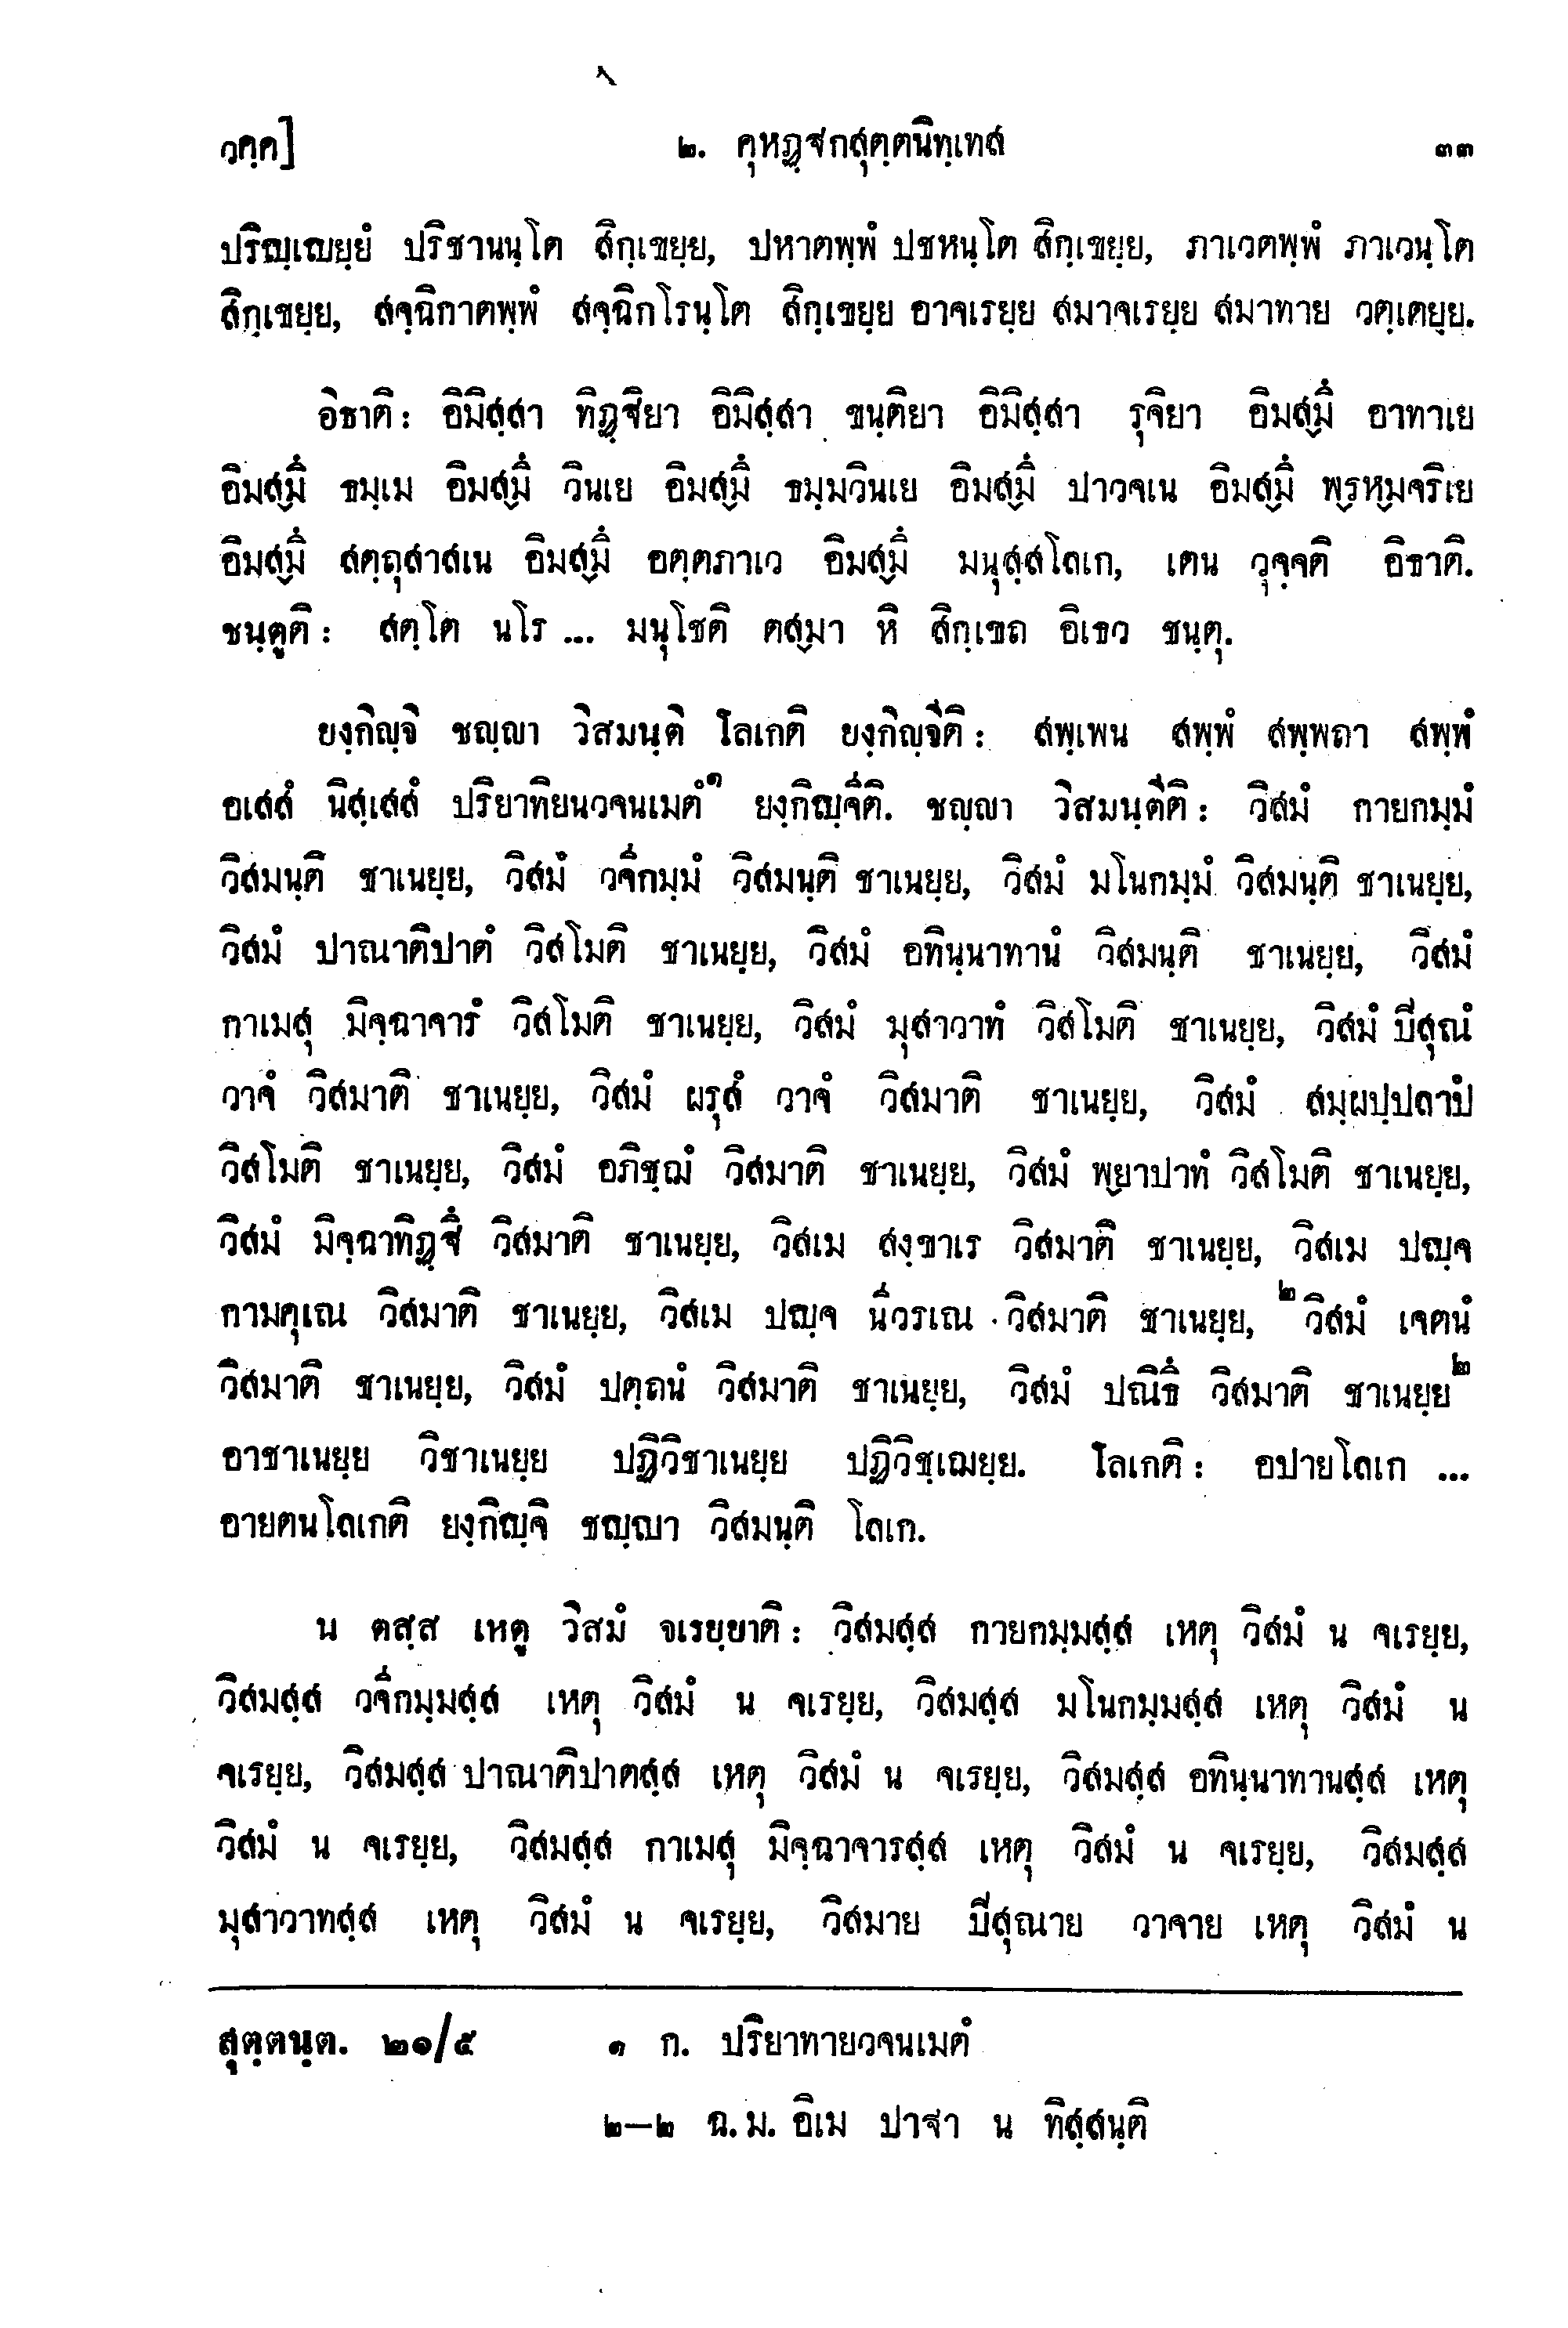 วคฺค]	๒. คุหฏฺฐกสุตฺตนิทฺเทส	๓๓
ปริญฺเญยฺยํ ปริชานนฺโต สิกฺเขยฺย, ปหาตพฺพํ ปชหนฺโต สิกฺเขยฺย, ภาเวตพฺพํ ภาเวนฺโต
สิกฺเขยฺย, สจฺฉิกาตพฺพํ สจฺฉิกโรนฺโต สิกฺเขยฺย อาจเรยฺย สมาจเรยฺย สมาทาย วตฺเตยฺย.
อิธาติ: อิมิสฺสา ทิฏฺฐิยา อิมิสฺสา ขนฺติยา อิมิสฺสา รุจิยา อิมสฺมิํ อาทาเย
อิมสฺมิํ ธมฺเม อิมสฺมิํ วินเย อิมสฺมิํ ธมฺมวินเย อิมสฺมิํ ปาวจเน อิมสฺมิํ พฺรหฺมจริเย
อิมสฺมิํ สตฺถุสาสเน อิมสฺมิํ อตฺตภาเว อิมสฺมิํ มนุสฺสโลเก, เตน วุจฺจติ อิธาติ.
ชนฺตูติ: สตฺโต นโร ... มนุโชติ ตสฺมา หิ สิกฺเขถ อิเธว ชนฺตุ.
ยงฺกิญฺจิ ชญฺญา วิสมนฺติ โลเกติ ยงฺกิญฺจีติ: สพฺเพน สพฺพํ สพฺพถา สพฺพํ
อเสสํ นิสฺเสสํ ปริยาทิยนวจนเมตํ๑ ยงฺกิญฺจีติ. ชญฺญา วิสมนฺตีติ: วิสมํ กายกมฺมํ
วิสมนฺติ ชาเนยฺย, วิสมํ วจีกมฺมํ วิสมนฺติ ชาเนยฺย, วิสมํ มโนกมฺมํ วิสมนฺติ ชาเนยฺย,
วิสมํ ปาณาติปาตํ วิสโมติ ชาเนยฺย, วิสมํ อทินฺนาทานํ วิสมนฺติ ชาเนยฺย, วิสมํ
กาเมสุ มิจฺฉาจารํ วิสโมติ ชาเนยฺย, วิสมํ มุสาวาทํ วิสโมติ ชาเนยฺย, วิสมํ ปิสุณํ
วาจํ วิสมาติ ชาเนยฺย, วิสมํ ผรุสํ วาจํ วิสมาติ ชาเนยฺย, วิสมํ สมฺผปฺปลาปํ
วิสโมติ ชาเนยฺย, วิสมํ อภิชฺฌํ วิสมาติ ชาเนยฺย, วิสมํ พฺยาปาทํ วิสโมติ ชาเนยฺย,
วิสมํ มิจฺฉาทิฏฺฐิํ วิสมาติ ชาเนยฺย, วิสเม สงฺขาเร วิสมาติ ชาเนยฺย, วิสเม ปญฺจ
กามคุเณ วิสมาติ ชาเนยฺย, วิสเม ปญฺจ นีวรเณ วิสมาติ ชาเนยฺย, ๒วิสมํ เจตนํ
วิสมาติ ชาเนยฺย, วิสมํ ปตฺถนํ วิสมาติ ชาเนยฺย, วิสมํ ปณิธิํ วิสมาติ ชาเนยฺย๒
อาชาเนยฺย วิชาเนยฺย ปฏิวิชาเนยฺย ปฏิวิชฺเฌยฺย. โลเกติ: อปายโลเก ...
อายตนโลเกติ ยงฺกิญฺจิ ชญฺญา วิสมนฺติ โลเก.
น ตสฺส เหตู วิสมํ จเรยฺยาติ: วิสมสฺส กายกมฺมสฺส เหตุ วิสมํ น จเรยฺย,
วิสมสฺส วจีกมฺมสฺส เหตุ วิสมํ น จเรยฺย, วิสมสฺส มโนกมฺมสฺส เหตุ วิสมํ น
จเรยฺย, วิสมสฺส ปาณาติปาตสฺส เหตุ วิสมํ น จเรยฺย, วิสมสฺส อทินฺนาทานสฺส เหตุ
วิสมํ น จเรยฺย, วิสมสฺส กาเมสุ มิจฺฉาจารสฺส เหตุ วิสมํ น จเรยฺย, วิสมสฺส
มุสาวาทสฺส เหตุ วิสมํ น จเรยฺย, วิสมาย ปิสุณาย วาจาย เหตุ วิสมํ น
สุตฺตนฺต. ๒๑/๕	๑ ก. ปริยาทายวจนเมตํ
๒—๒ ฉ.ม. อิเม ปาฐา น ทิสฺสนฺติ